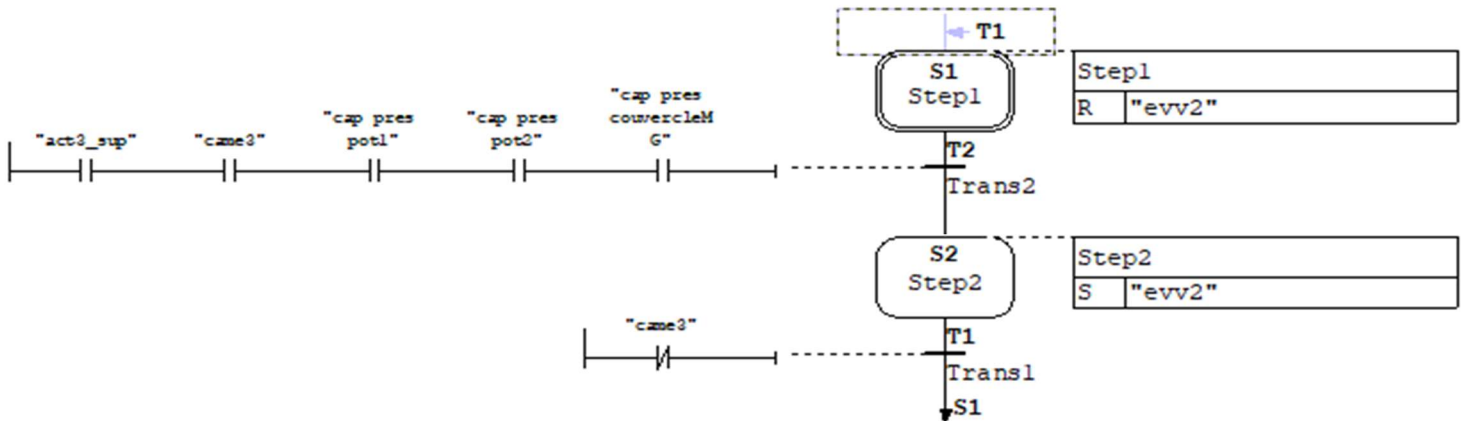 T1
S1
Step1
Step1
R "evv2"
"act3_sup"
"came3"
"cap pres
pot1"
"cap pres
pot2"
"cap pres
couvercleM
G"
T2
Trans2
S2
Step2
Step2
S "evv2"
"came3"
T1
Trans1
S1